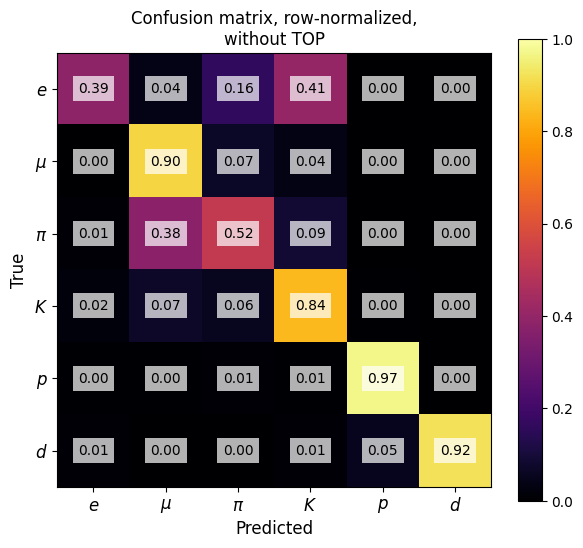 Confusion matrix, row-normalized,
without TOP
True
e 0.39 0.04 0.16 0.41 0.00 0.00
μ 0.00 0.90 0.07 0.04 0.00 0.00
π 0.01 0.38 0.52 0.09 0.00 0.00
K 0.02 0.07 0.06 0.84 0.00 0.00
p 0.00 0.00 0.01 0.01 0.97 0.00
d 0.01 0.00 0.00 0.01 0.05 0.92
e μ π K p d
Predicted
1.0
0.8
0.6
0.4
0.2
0.0